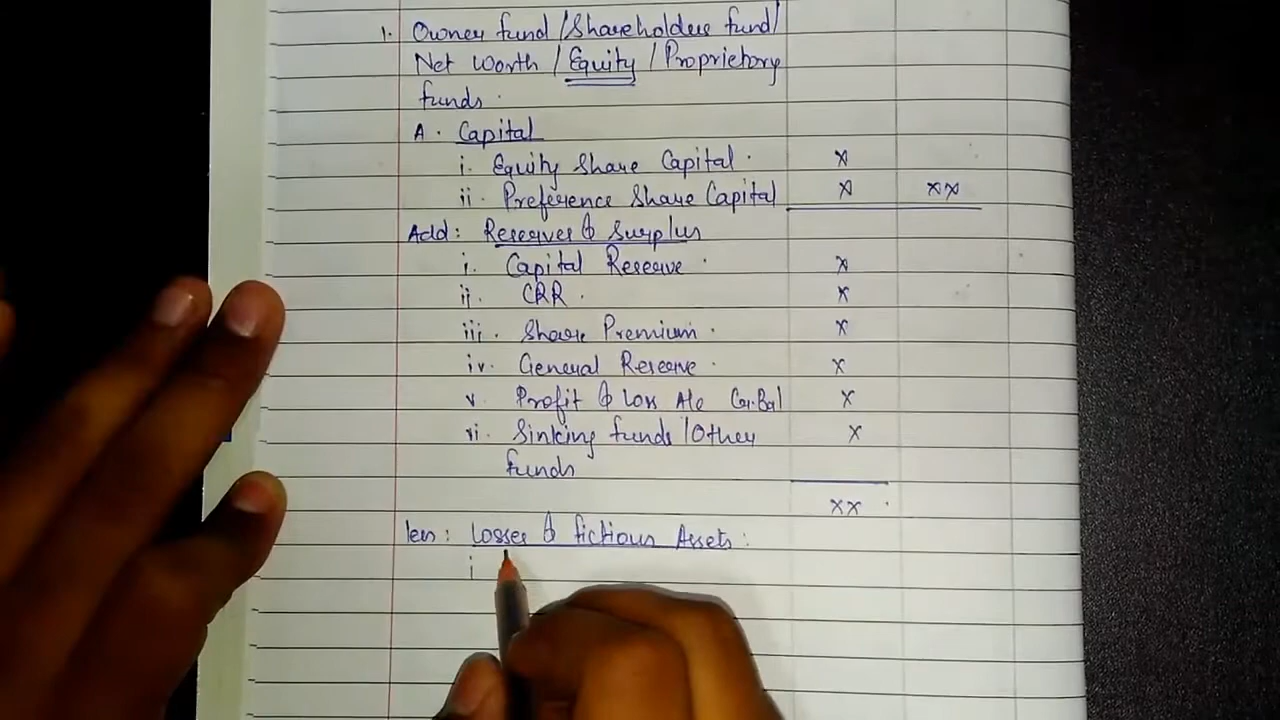 1. Owner fund / Shareholders fund/
Net worth / Equity / Proprietory
funds.
A. Capital
i. Equity Share Capital. x
ii. Preference Share Capital x xx
Add: Reserves & Surplus
i. Capital Reserve. x
ii. CRR. x
iii. Share Premium. x
iv. General Reserve. x
v. Profit & Loss A/c Cr.Bal x
vi. Sinking funds / Other x
funds
xx
less: Losses & fictious Assets:
i